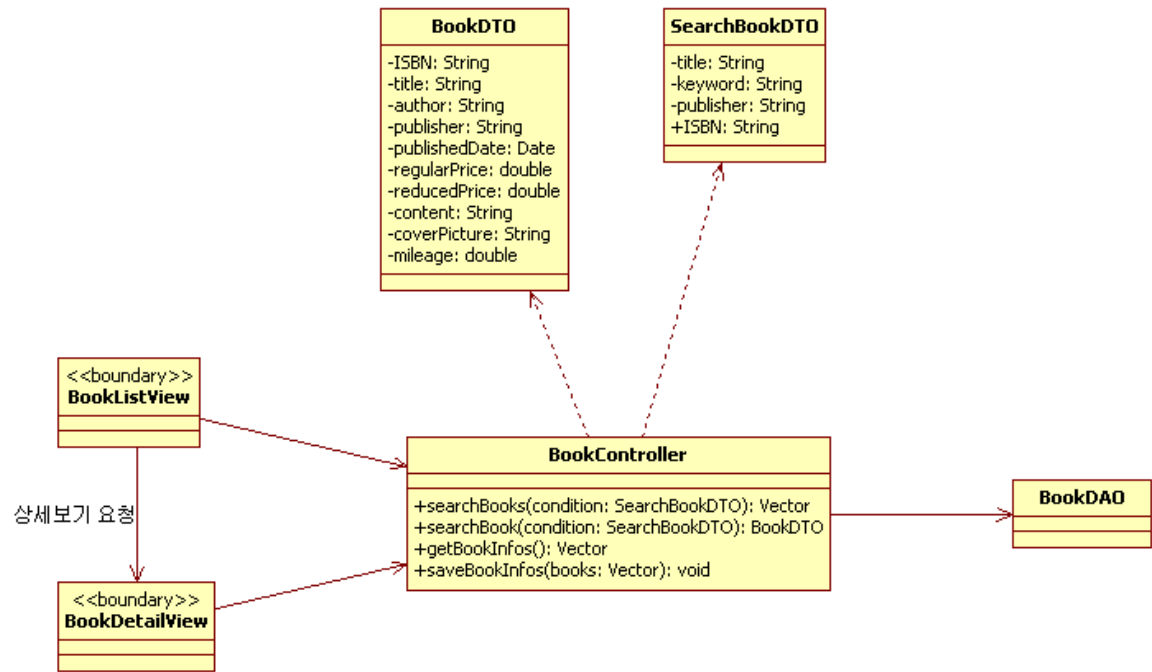 BookDTO
-ISBN: String
-title: String
-author: String
-publisher: String
-publishedDate: Date
-regularPrice: double
-reducedPrice: double
-content: String
-coverPicture: String
-mileage: double
SearchBookDTO
-title: String
-keyword: String
-publisher: String
+ISBN: String
<<boundary>>
BookListView
상세보기 요청
<<boundary>>
BookDetailView
BookController
+searchBooks(condition: SearchBookDTO): Vector
+searchBook(condition: SearchBookDTO): BookDTO
+getBookInfos(): Vector
+saveBookInfos(books: Vector): void
BookDAO